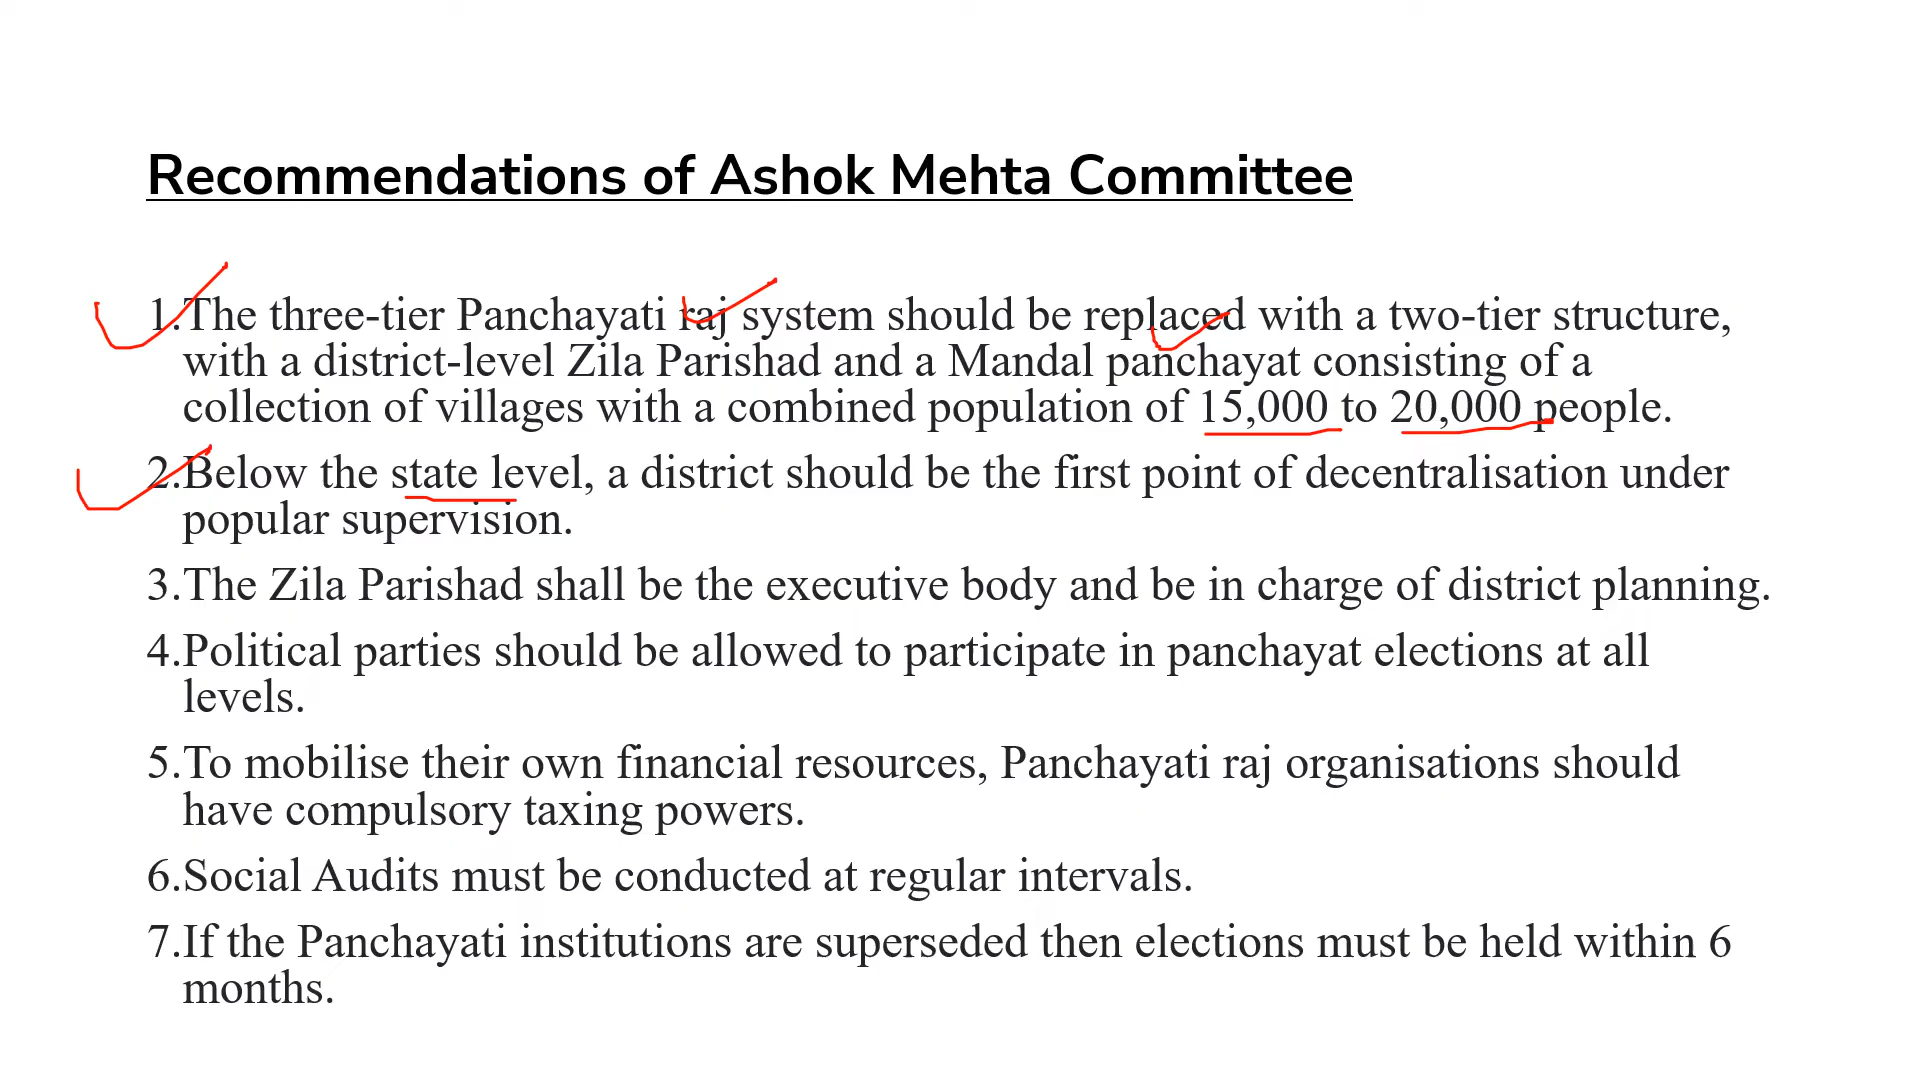 Recommendations of Ashok Mehta Committee
1.The three-tier Panchayati raj system should be replaced with a two-tier structure,
with a district-level Zila Parishad and a Mandal panchayat consisting of a
collection of villages with a combined population of 15,000 to 20,000 people.
2.Below the state level, a district should be the first point of decentralisation under
popular supervision.
3.The Zila Parishad shall be the executive body and be in charge of district planning.
4.Political parties should be allowed to participate in panchayat elections at all
levels.
5.To mobilise their own financial resources, Panchayati raj organisations should
have compulsory taxing powers.
6.Social Audits must be conducted at regular intervals.
7.If the Panchayati institutions are superseded then elections must be held within 6
months.